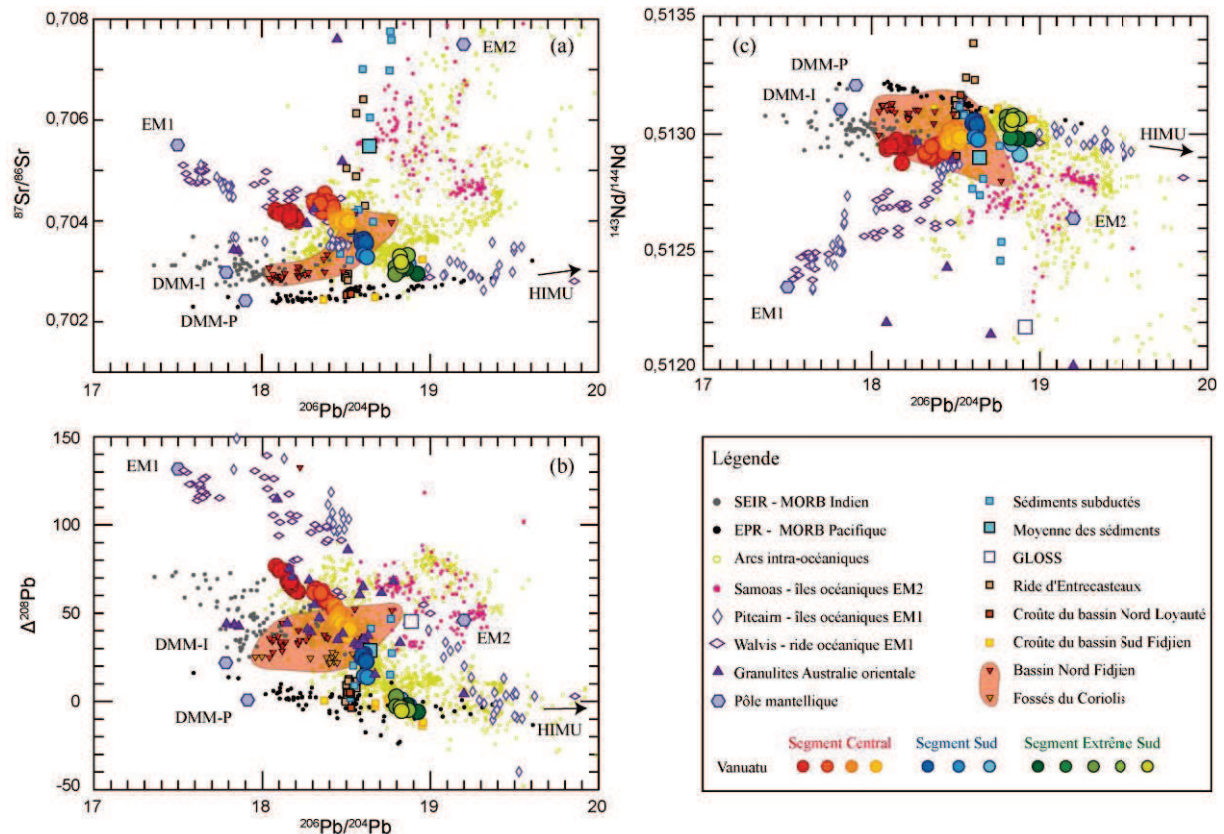 0,708
0,706
0,704
0,702
⁸⁷Sr/⁸⁶Sr
(a)
EM2
EM1
DMM-I
DMM-P
HIMU
17
18
19
20
²⁰⁶Pb/²⁰⁴Pb
0,5135
0,5130
0,5125
0,5120
¹⁴³Nd/¹⁴⁴Nd
(c)
DMM-P
DMM-I
HIMU
EM2
EM1
17
18
19
20
²⁰⁶Pb/²⁰⁴Pb
150
100
50
0
-50
Δ²⁰⁸Pb
(b)
EM1
DMM-I
EM2
DMM-P
HIMU
17
18
19
20
²⁰⁶Pb/²⁰⁴Pb
Légende
SEIR - MORB Indien
EPR - MORB Pacifique
Arcs intra-océaniques
Samoas - îles océaniques EM2
Pitcairn - îles océaniques EM1
Walvis - ride océanique EM1
Granulites Australie orientale
Pôle mantellique
Sédiments subductés
Moyenne des sédiments
GLOSS
Ride d'Entrecasteaux
Croûte du bassin Nord Loyauté
Croûte du bassin Sud Fidjien
Bassin Nord Fidjien
Fossés du Coriolis
Segment Central
Segment Sud
Segment Extrême Sud
Vanuatu